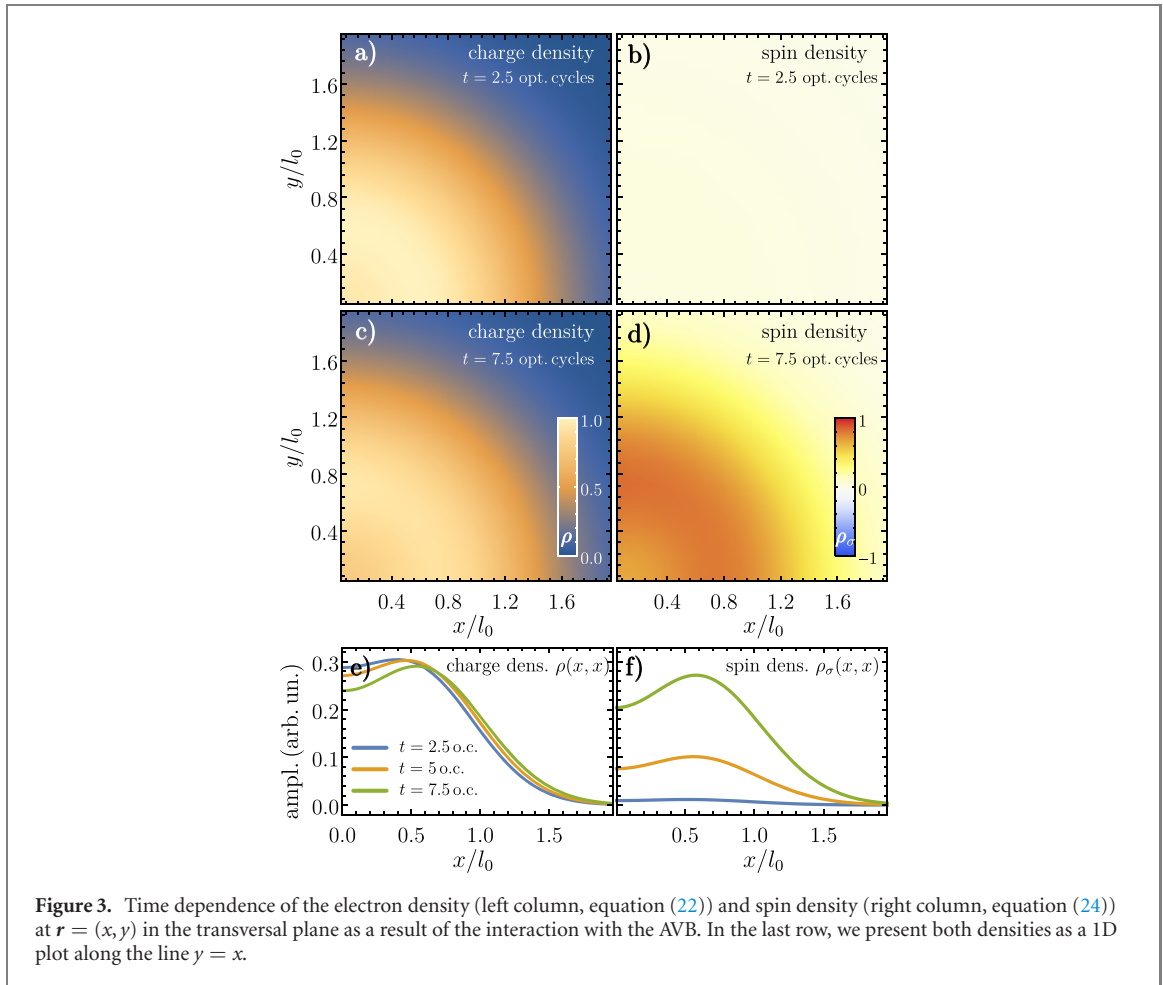 a)
charge density
t = 2.5 opt. cycles
b)
spin density
t = 2.5 opt. cycles
1.6
1.2
0.8
0.4
y/l₀
c)
charge density
t = 7.5 opt. cycles
d)
spin density
t = 7.5 opt. cycles
1.6
1.2
0.8
0.4
y/l₀
1.0
0.5
0.0
ρ
1
0
−1
ρσ
0.4 0.8 1.2 1.6
x/l₀
0.4 0.8 1.2 1.6
x/l₀
e)
charge dens. ρ(x, x)
f)
spin dens. ρσ(x, x)
0.3
0.2
0.1
0.0
ampl. (arb. un.)
t = 2.5 o.c.
t = 5 o.c.
t = 7.5 o.c.
0.0 0.5 1.0 1.5
x/l₀
0.5 1.0 1.5
x/l₀
Figure 3. Time dependence of the electron density (left column, equation (22)) and spin density (right column, equation (24))
at r = (x, y) in the transversal plane as a result of the interaction with the AVB. In the last row, we present both densities as a 1D
plot along the line y = x.